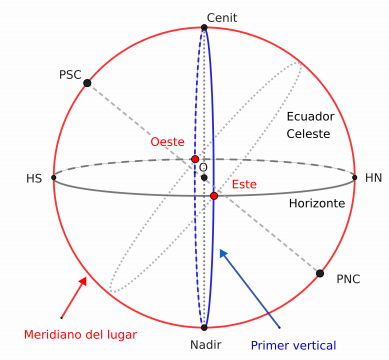 Cenit
PSC
Ecuador
Celeste
Oeste
O
HS
HN
Este
Horizonte
PNC
Meridiano del lugar
Nadir
Primer vertical